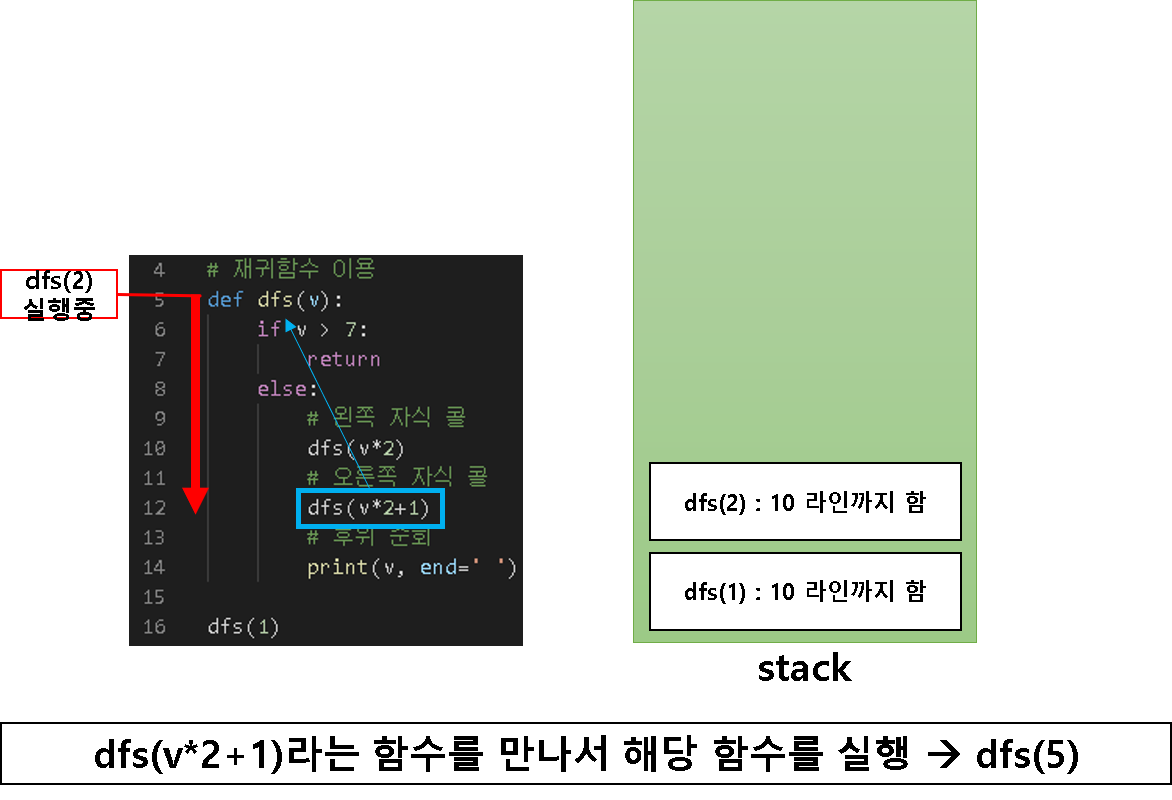 dfs(2)
실행중
4 # 재귀함수 이용
5 def dfs(v):
6 if v > 7:
7 return
8 else:
9 # 왼쪽 자식 콜
10 dfs(v*2)
11 # 오른쪽 자식 콜
12 dfs(v*2+1)
13 # 후위 순회
14 print(v, end=' ')
15
16 dfs(1)
dfs(2) : 10 라인까지 함
dfs(1) : 10 라인까지 함
stack
dfs(v*2+1)라는 함수를 만나서 해당 함수를 실행 → dfs(5)